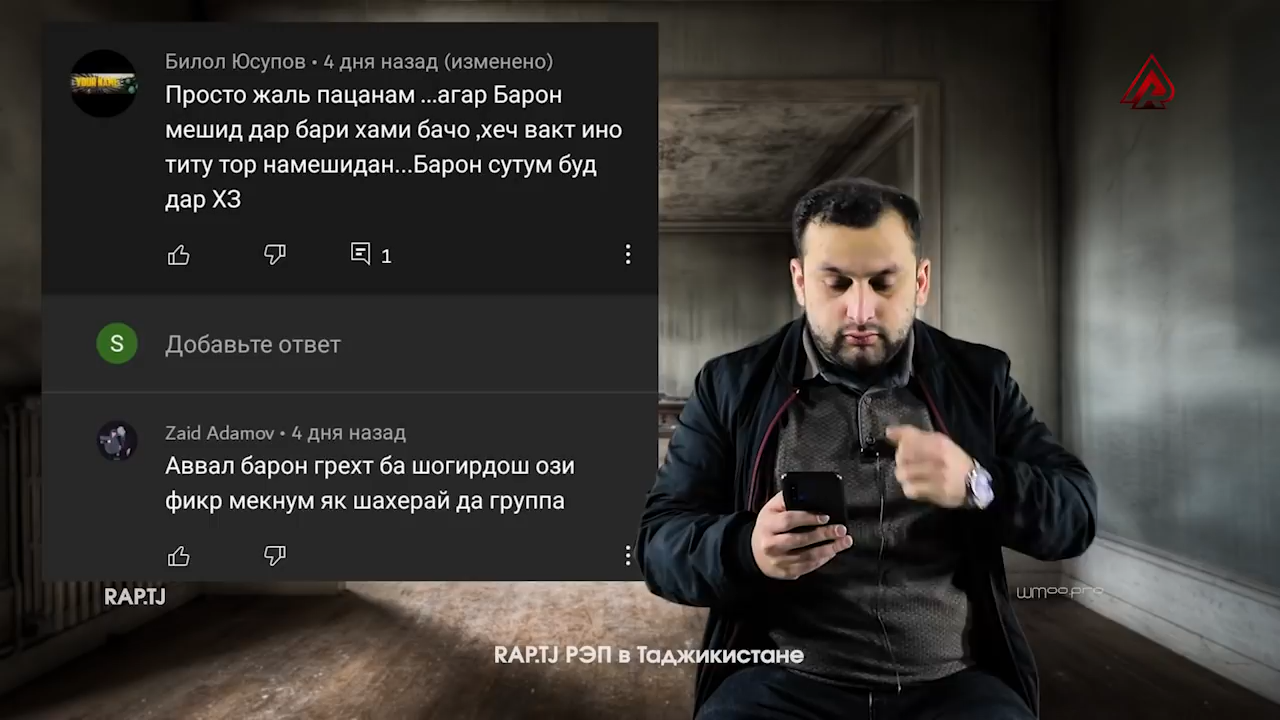 Билол Юсупов • 4 дня назад (изменено)
Просто жаль пацанам ...агар Барон
мешид дар бари хами бачо ,хеч вакт ино
титу тор намешидан...Барон сутум буд
дар ХЗ
1
S
Добавьте ответ
Zaid Adamov • 4 дня назад
Аввал барон грехт ба шогирдош ози
фикр мекнум як шахерай да группа
RAP.TJ
wmoo.pro
RAP.TJ РЭП в Таджикистане